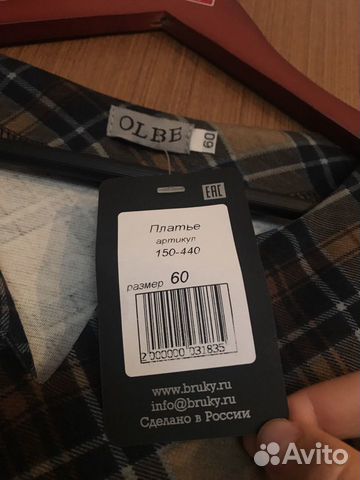 OLBE
60
EAC
Платье
артикул
150-440
размер 60
2 000000 031835
www.bruky.ru
info@bruky.ru
Сделано в России
Avito